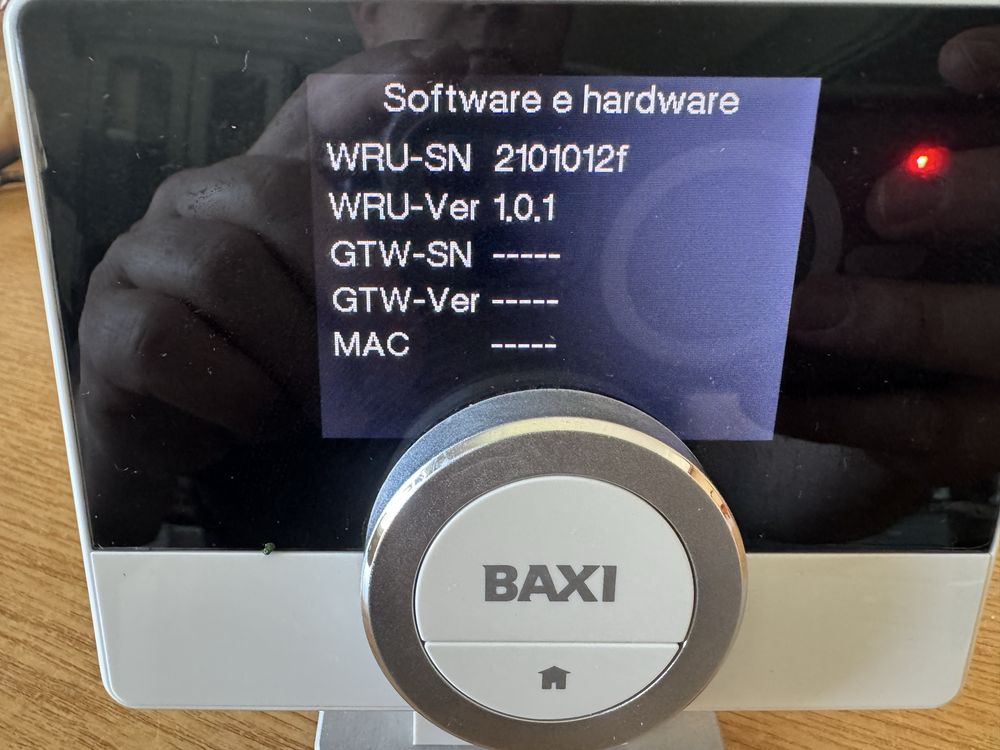 Software e hardware
WRU-SN 2101012f
WRU-Ver 1.0.1
GTW-SN -----
GTW-Ver -----
MAC -----
BAXI